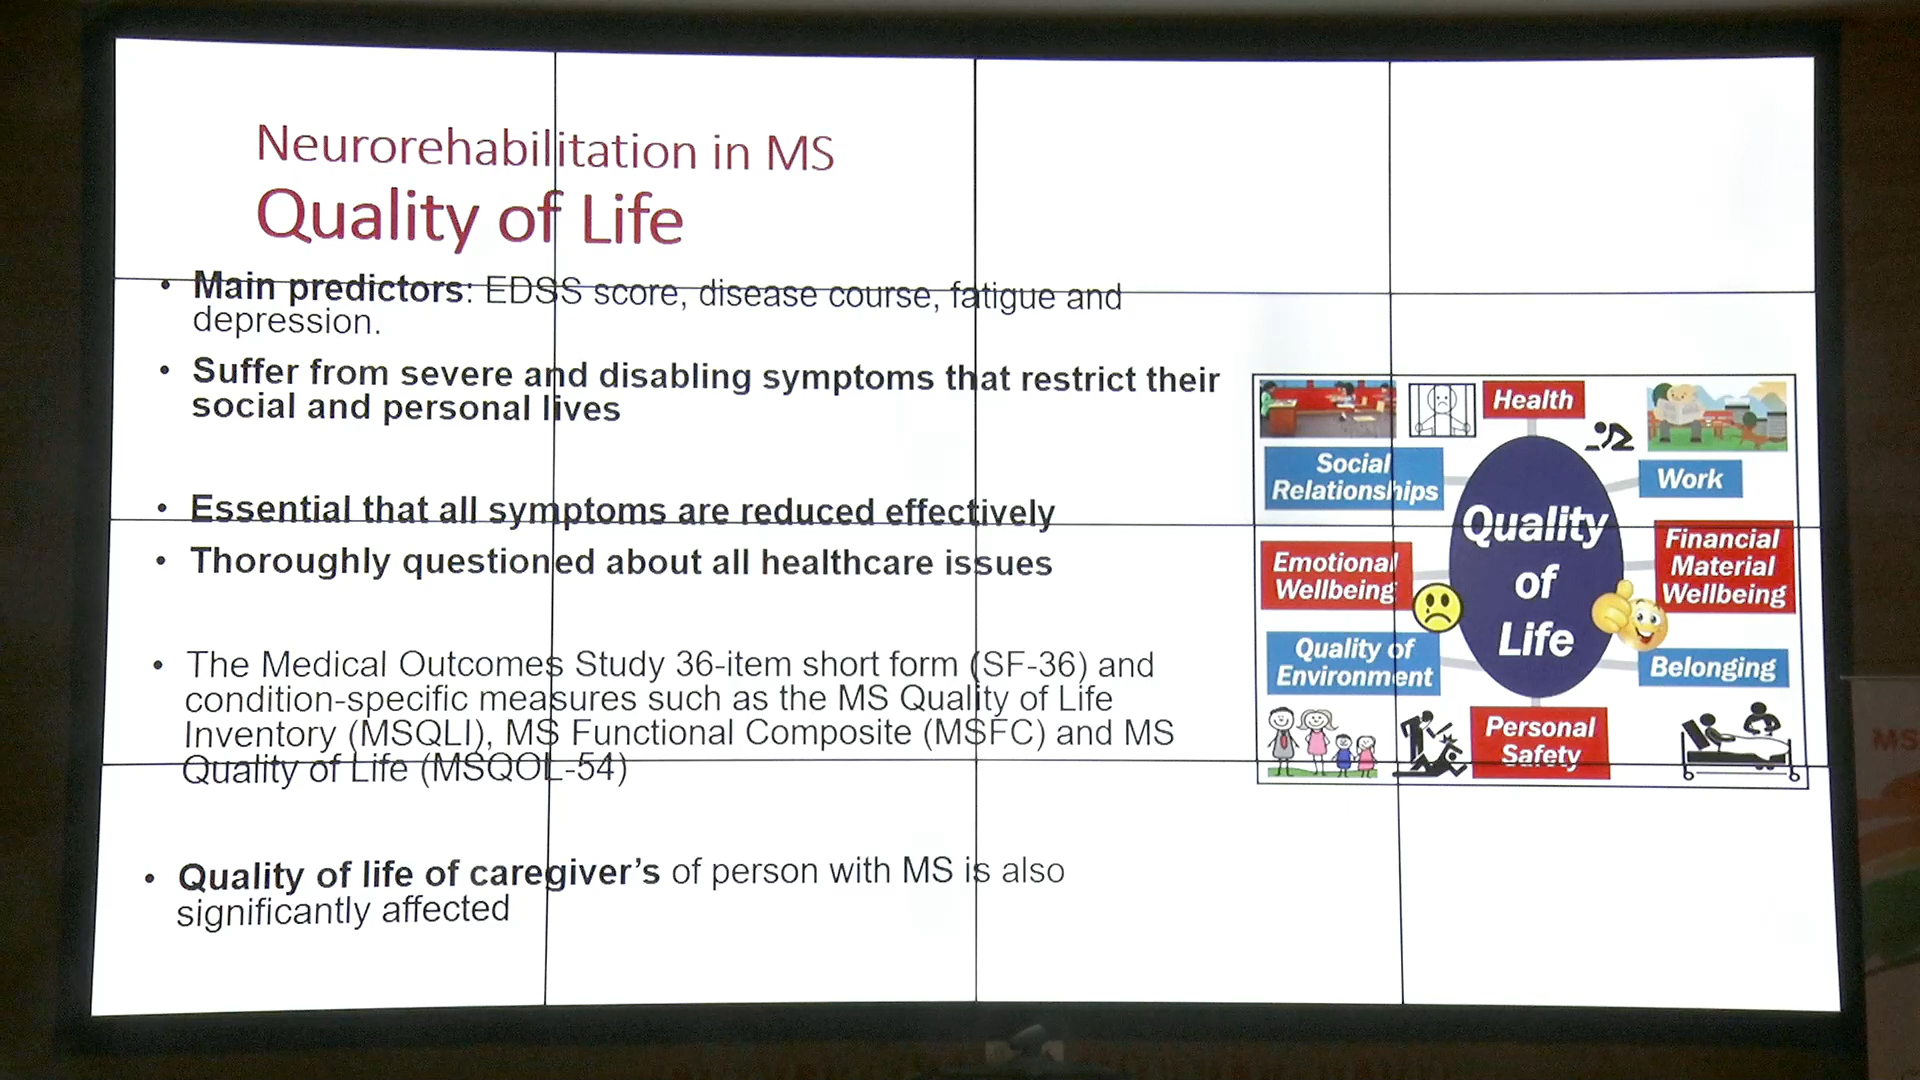 Neurorehabilitation in MS
Quality of Life
• Main predictors: EDSS score, disease course, fatigue and
depression.
• Suffer from severe and disabling symptoms that restrict their
social and personal lives
• Essential that all symptoms are reduced effectively
• Thoroughly questioned about all healthcare issues
• The Medical Outcomes Study 36-item short form (SF-36) and
condition-specific measures such as the MS Quality of Life
Inventory (MSQLI), MS Functional Composite (MSFC) and MS
Quality of Life (MSQOL-54)
• Quality of life of caregiver’s of person with MS is also
significantly affected
Health
Social
Relationships
Work
Quality
of
Life
Emotional
Wellbeing
Financial
Material
Wellbeing
Quality of
Environment
Belonging
Personal
Safety
MS